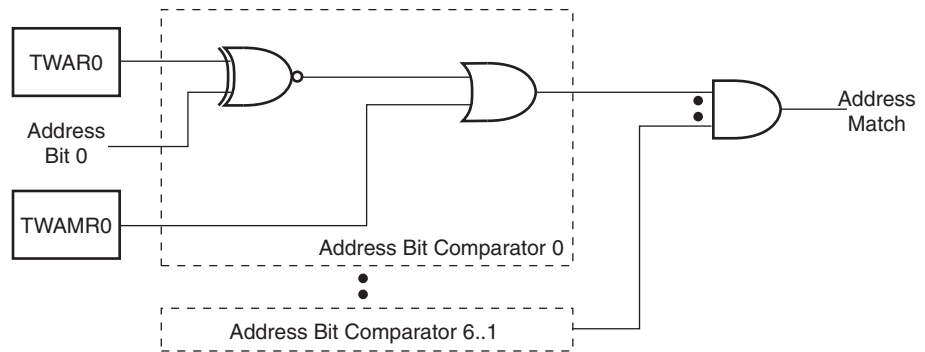 TWAR0
Address
Bit 0
TWAMR0
Address Bit Comparator 0
Address Bit Comparator 6..1
Address
Match